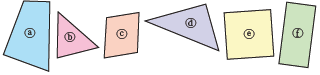 ⓐ ⓑ ⓒ ⓓ ⓔ ⓕ